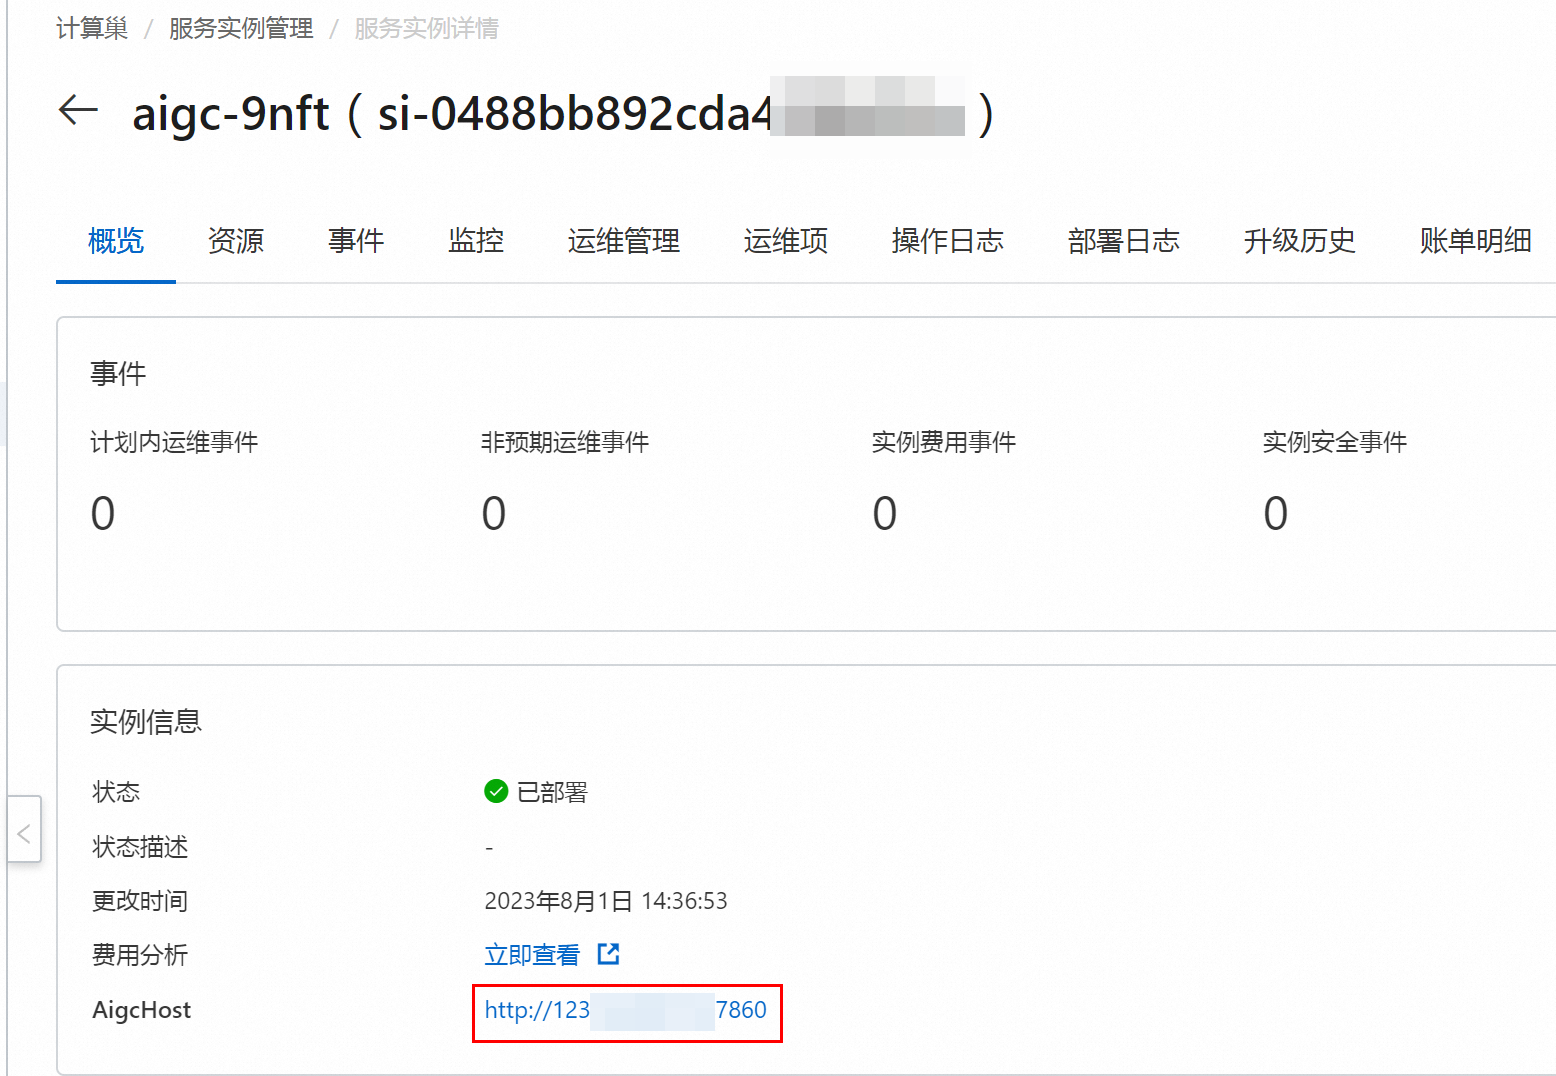 计算巢 / 服务实例管理 / 服务实例详情
aigc-9nft ( si-0488bb892cda4 )
概览 资源 事件 监控 运维管理 运维项 操作日志 部署日志 升级历史 账单明细
事件
计划内运维事件 非预期运维事件 实例费用事件 实例安全事件
0 0 0 0
实例信息
状态 已部署
状态描述 -
更改时间 2023年8月1日 14:36:53
费用分析 立即查看
AigcHost http://123 7860